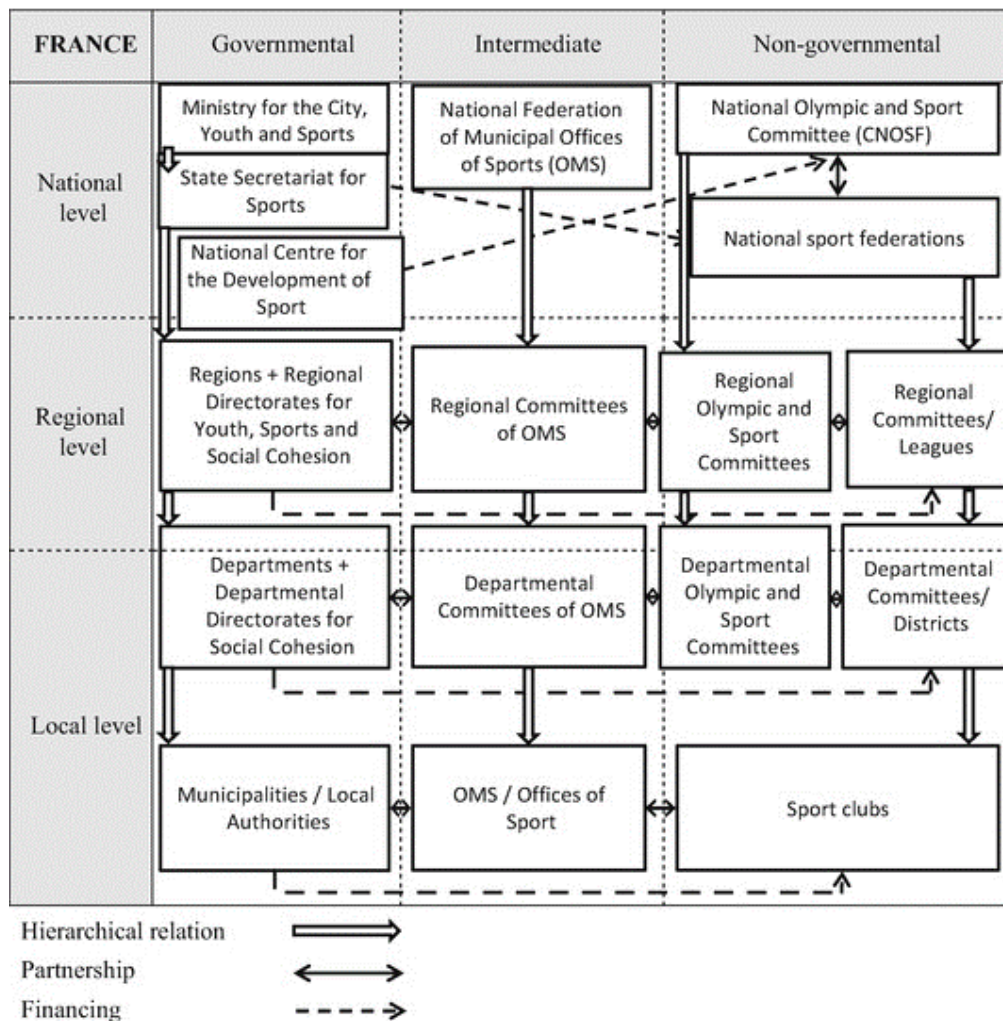 FRANCE
Governmental
Intermediate
Non-governmental
National
level
Ministry for the City,
Youth and Sports
State Secretariat for
Sports
National Centre for
the Development of
Sport
National Federation
of Municipal Offices
of Sports (OMS)
National Olympic and Sport
Committee (CNOSF)
National sport federations
Regional
level
Regions + Regional
Directorates for
Youth, Sports and
Social Cohesion
Regional Committees
of OMS
Regional
Olympic and
Sport
Committees
Regional
Committees/
Leagues
Local level
Departments +
Departmental
Directorates for
Social Cohesion
Departmental
Committees of OMS
Departmental
Olympic and
Sport
Committees
Departmental
Committees/
Districts
Municipalities / Local
Authorities
OMS / Offices of
Sport
Sport clubs
Hierarchical relation
Partnership
Financing